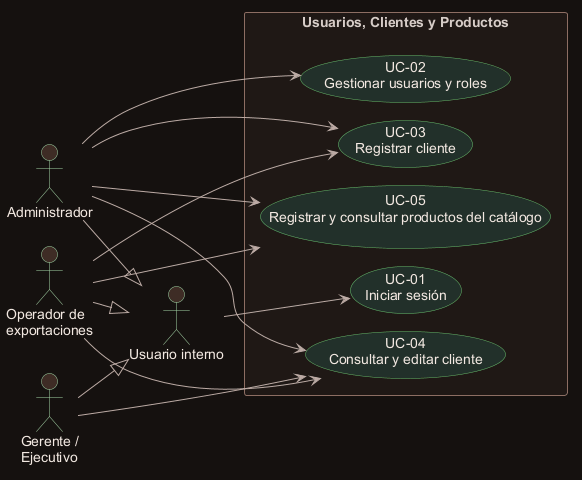 Usuarios, Clientes y Productos
UC-02
Gestionar usuarios y roles
UC-03
Registrar cliente
Administrador
UC-05
Registrar y consultar productos del catálogo
UC-01
Iniciar sesión
Operador de
exportaciones
Usuario interno
UC-04
Consultar y editar cliente
Gerente /
Ejecutivo